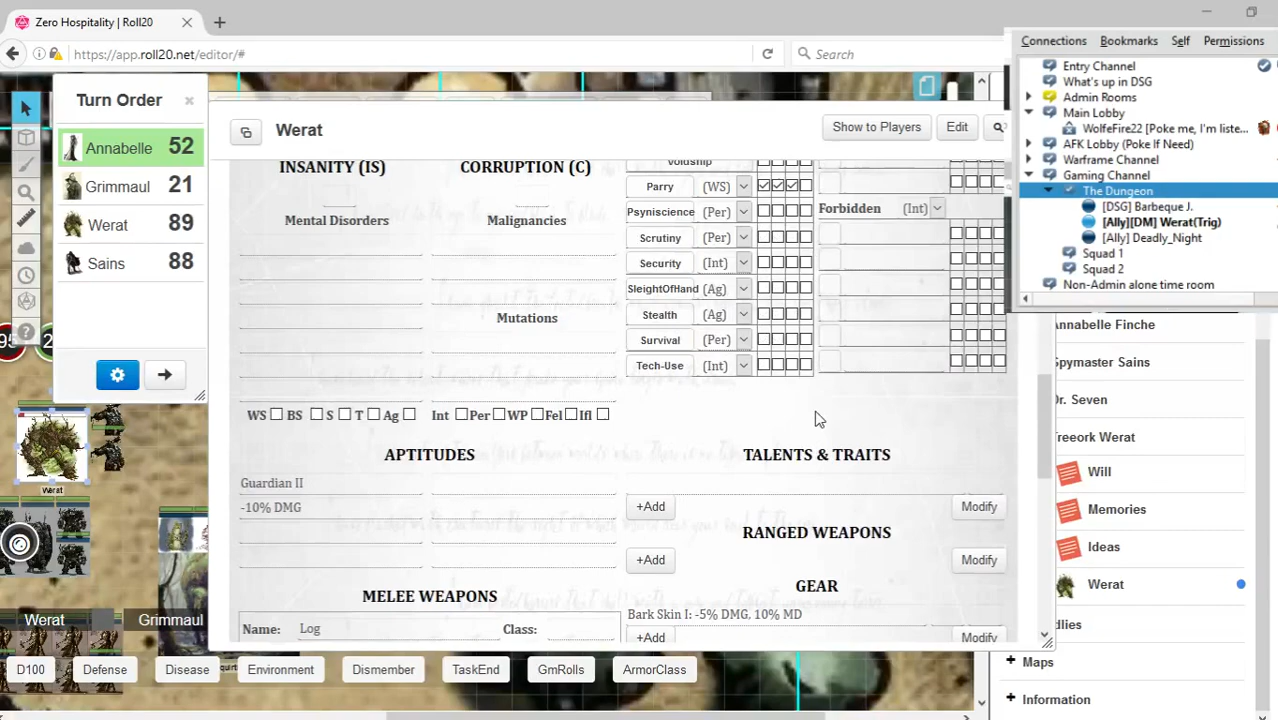 Zero Hospitality | Roll20
https://app.roll20.net/editor/#
Search
Connections Bookmarks Self Permissions
Entry Channel
What's up in DSG
Admin Rooms
Main Lobby
WolfeFire22 [Poke me, I'm liste...
AFK Lobby (Poke If Need)
Warframe Channel
Gaming Channel
The Dungeon
[DSG] Barbeque J.
[Ally][DM] Werat(Trig)
[Ally] Deadly_Night
Squad 1
Squad 2
Non-Admin alone time room
Turn Order
Annabelle 52
Grimmaul 21
Werat 89
Sains 88
Werat
Show to Players
Edit
INSANITY (IS)
Mental Disorders
CORRUPTION (C)
Malignancies
Mutations
WS BS S T Ag Int Per WP Fel Ifl
Parry (WS)
Psyniscience (Per)
Scrutiny (Per)
Security (Int)
SleightOfHand (Ag)
Stealth (Ag)
Survival (Per)
Tech-Use (Int)
Forbidden (Int)
APTITUDES
Guardian II
-10% DMG
TALENTS & TRAITS
+Add Modify
RANGED WEAPONS
+Add Modify
GEAR
Bark Skin I: -5% DMG, 10% MD
+Add Modify
MELEE WEAPONS
Name: Log Class:
Annabelle Finche
Spymaster Sains
Dr. Seven
Treeork Werat
Will
Memories
Ideas
Werat
Maps
Information
95
Werat
Werat
Grimmaul
D100
Defense
Disease
Environment
Dismember
TaskEnd
GmRolls
ArmorClass